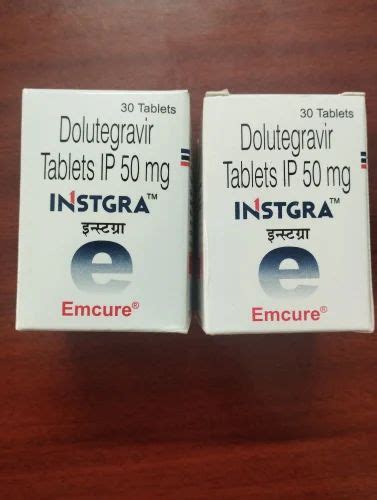 30 Tablets
Dolutegravir
Tablets IP 50 mg
INSTGRA™
इन्स्टग्रा
e
Emcure®
30 Tablets
Dolutegravir
Tablets IP 50 mg
INSTGRA™
इन्स्टग्रा
e
Emcure®